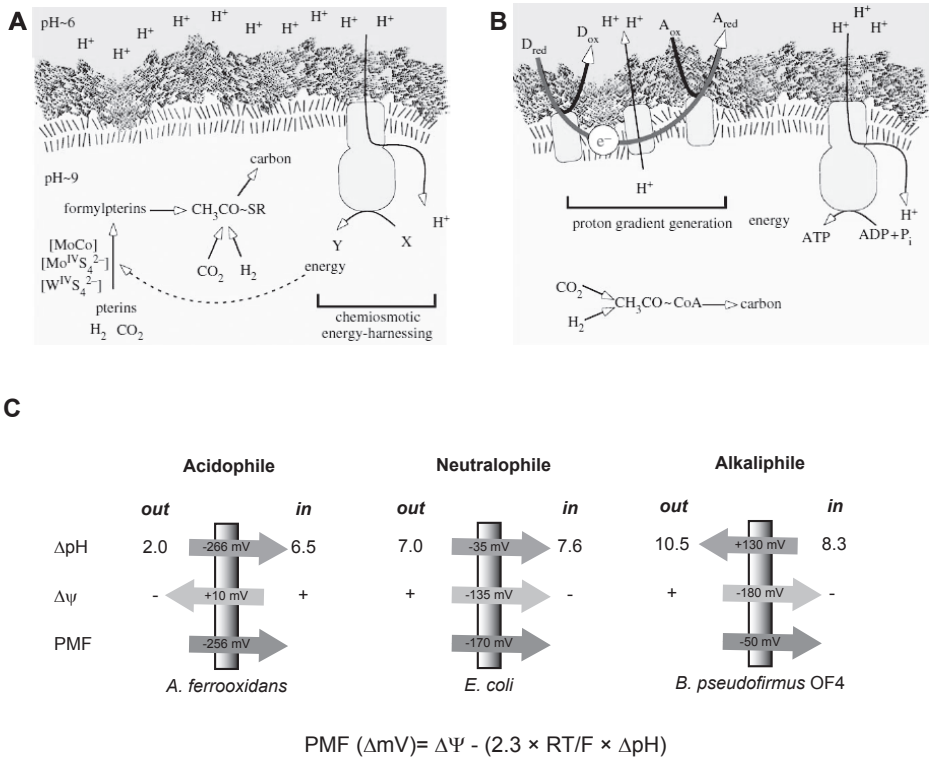 A
pH~6
H⁺ H⁺ H⁺ H⁺ H⁺ H⁺ H⁺ H⁺ H⁺ H⁺ H⁺
pH~9
carbon
formylpterins
CH₃CO~SR
H⁺
[MoCo]
[MoᴵⱽS₄²⁻]
[WᴵⱽS₄²⁻]
CO₂ H₂
Y X
energy
pterins
H₂ CO₂
chemiosmotic
energy-harnessing
B
D_red D_ox H⁺ H⁺ A_ox A_red H⁺ H⁺ H⁺ H⁺
e⁻
H⁺
H⁺
proton gradient generation energy
ATP ADP+Pᵢ
CO₂
CH₃CO~CoA carbon
H₂
C
Acidophile Neutralophile Alkaliphile
out in out in out in
ΔpH 2.0 -266 mV 6.5 7.0 -35 mV 7.6 10.5 +130 mV 8.3
Δψ - +10 mV + + -135 mV - + -180 mV -
PMF -256 mV -170 mV -50 mV
A. ferrooxidans E. coli B. pseudofirmus OF4
PMF (ΔmV)= ΔΨ - (2.3 × RT/F × ΔpH)